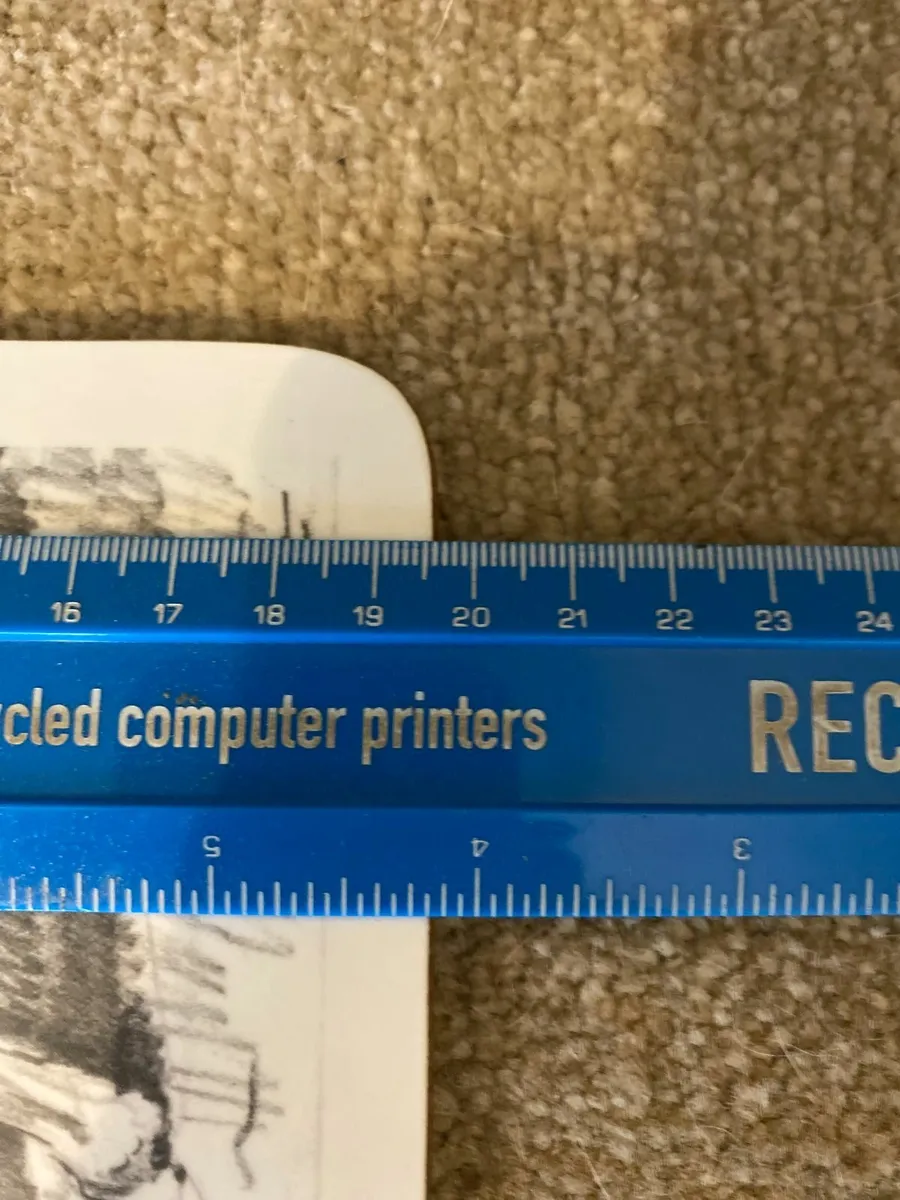 16 17 18 19 20 21 22 23 24
cled computer printers REC
5 4 3